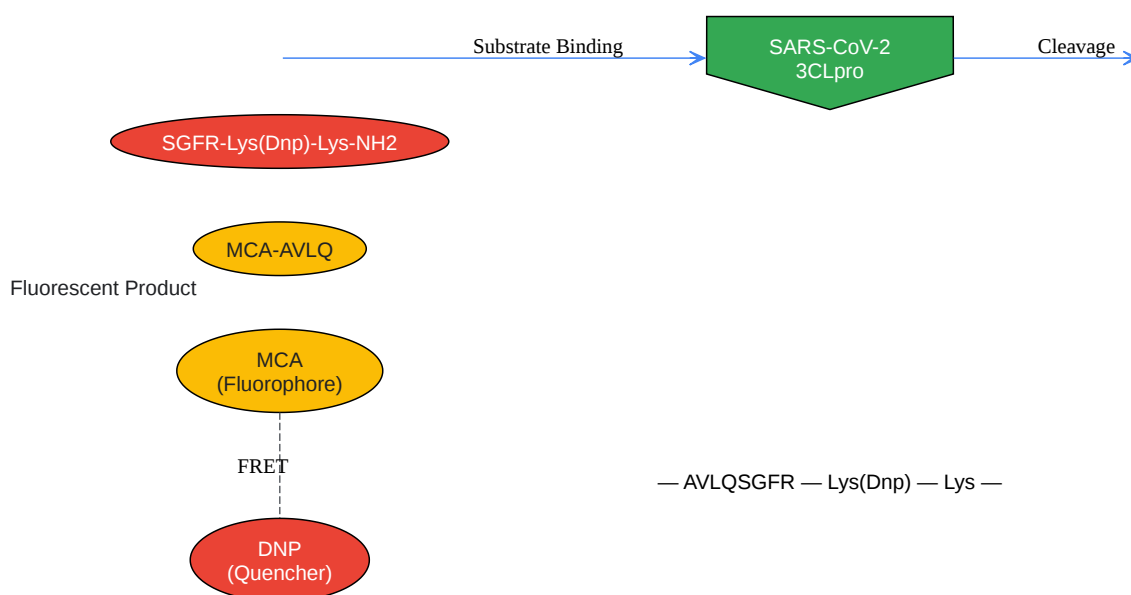 Substrate Binding
SARS-CoV-2
3CLpro
Cleavage
SGFR-Lys(Dnp)-Lys-NH2
MCA-AVLQ
Fluorescent Product
MCA
(Fluorophore)
FRET
— AVLQSGFR — Lys(Dnp) — Lys —
DNP
(Quencher)